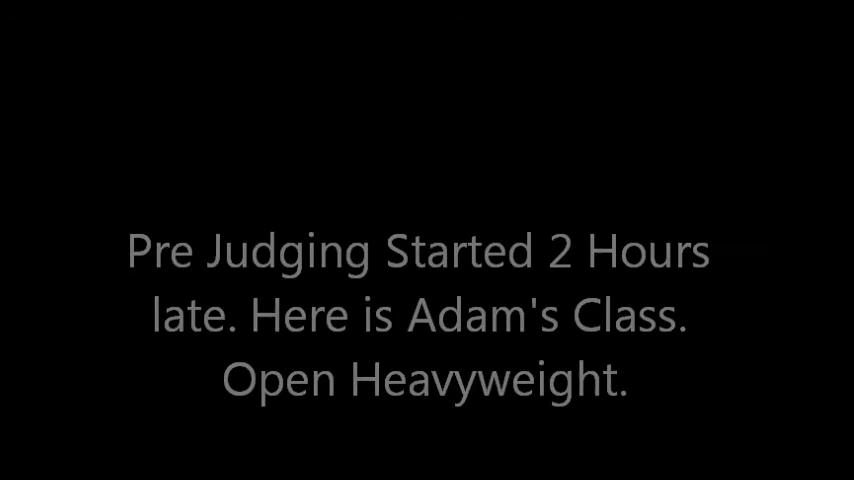 Pre Judging Started 2 Hours
late. Here is Adam's Class.
Open Heavyweight.